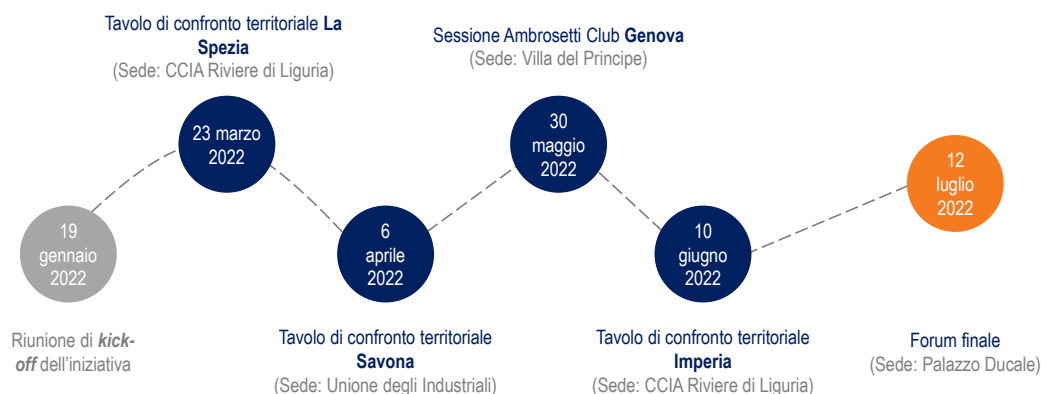 Tavolo di confronto territoriale La
Spezia
(Sede: CCIA Riviere di Liguria)
23 marzo
2022
Sessione Ambrosetti Club Genova
(Sede: Villa del Principe)
30
maggio
2022
12
luglio
2022
19
gennaio
2022
6
aprile
2022
10
giugno
2022
Riunione di kick-
off dell’iniziativa
Tavolo di confronto territoriale
Savona
(Sede: Unione degli Industriali)
Tavolo di confronto territoriale
Imperia
(Sede: CCIA Riviere di Liguria)
Forum finale
(Sede: Palazzo Ducale)